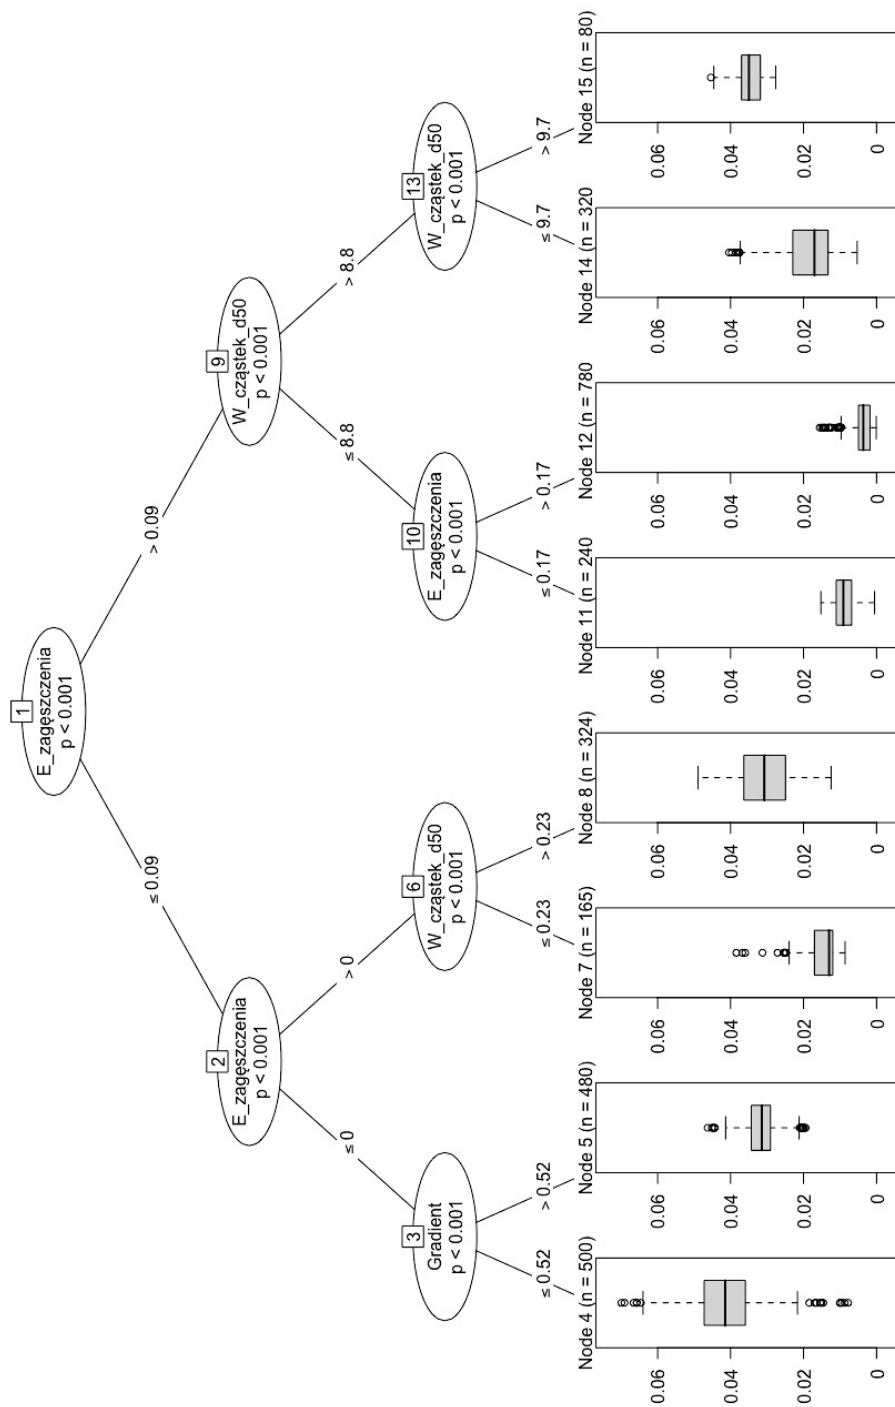 1
E_zagęszczenia
p < 0.001
≤ 0.09
> 0.09
2
E_zagęszczenia
p < 0.001
≤ 0
> 0
3
Gradient
p < 0.001
≤ 0.52
> 0.52
6
W_cząstek_d50
p < 0.001
≤ 0.23
> 0.23
9
W_cząstek_d50
p < 0.001
≤ 8.8
> 8.8
10
E_zagęszczenia
p < 0.001
≤ 0.17
> 0.17
13
W_cząstek_d50
p < 0.001
≤ 9.7
> 9.7
Node 4 (n = 500)
0.06
0.04
0.02
0
Node 5 (n = 480)
0.06
0.04
0.02
0
Node 7 (n = 165)
0.06
0.04
0.02
0
Node 8 (n = 324)
0.06
0.04
0.02
0
Node 11 (n = 240
0.06
0.04
0.02
0
Node 12 (n = 780
0.06
0.04
0.02
0
Node 14 (n = 320
0.06
0.04
0.02
0
Node 15 (n = 80)
0.06
0.04
0.02
0